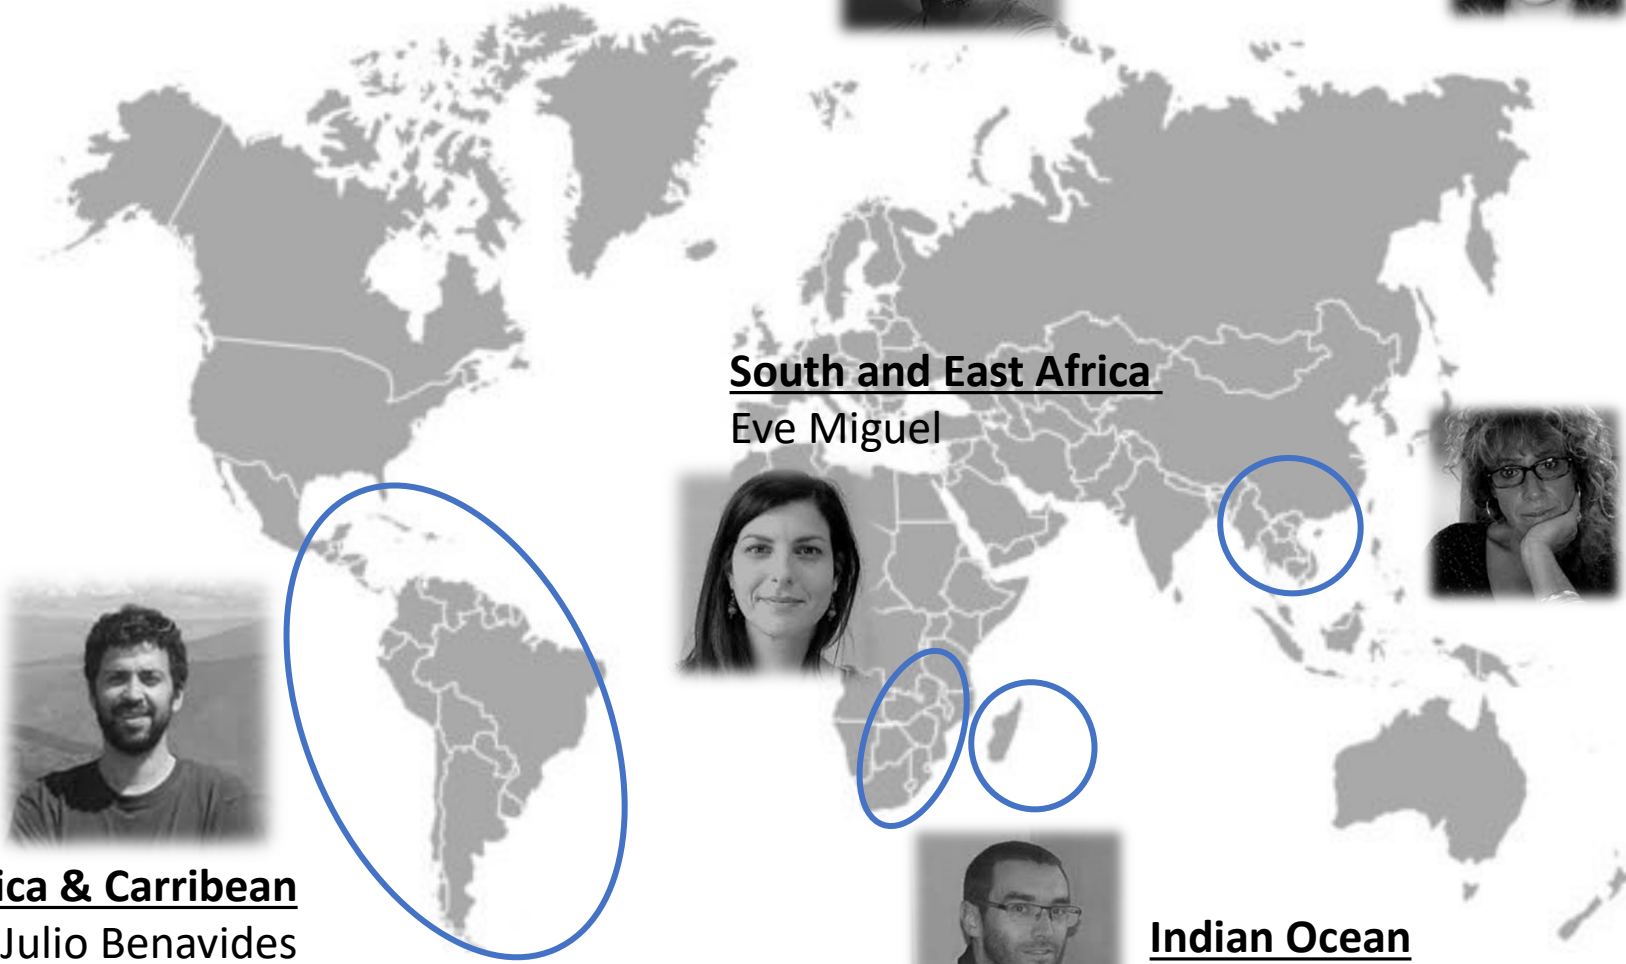 South and East Africa
Eve Miguel
ica & Carribean
Julio Benavides
Indian Ocean